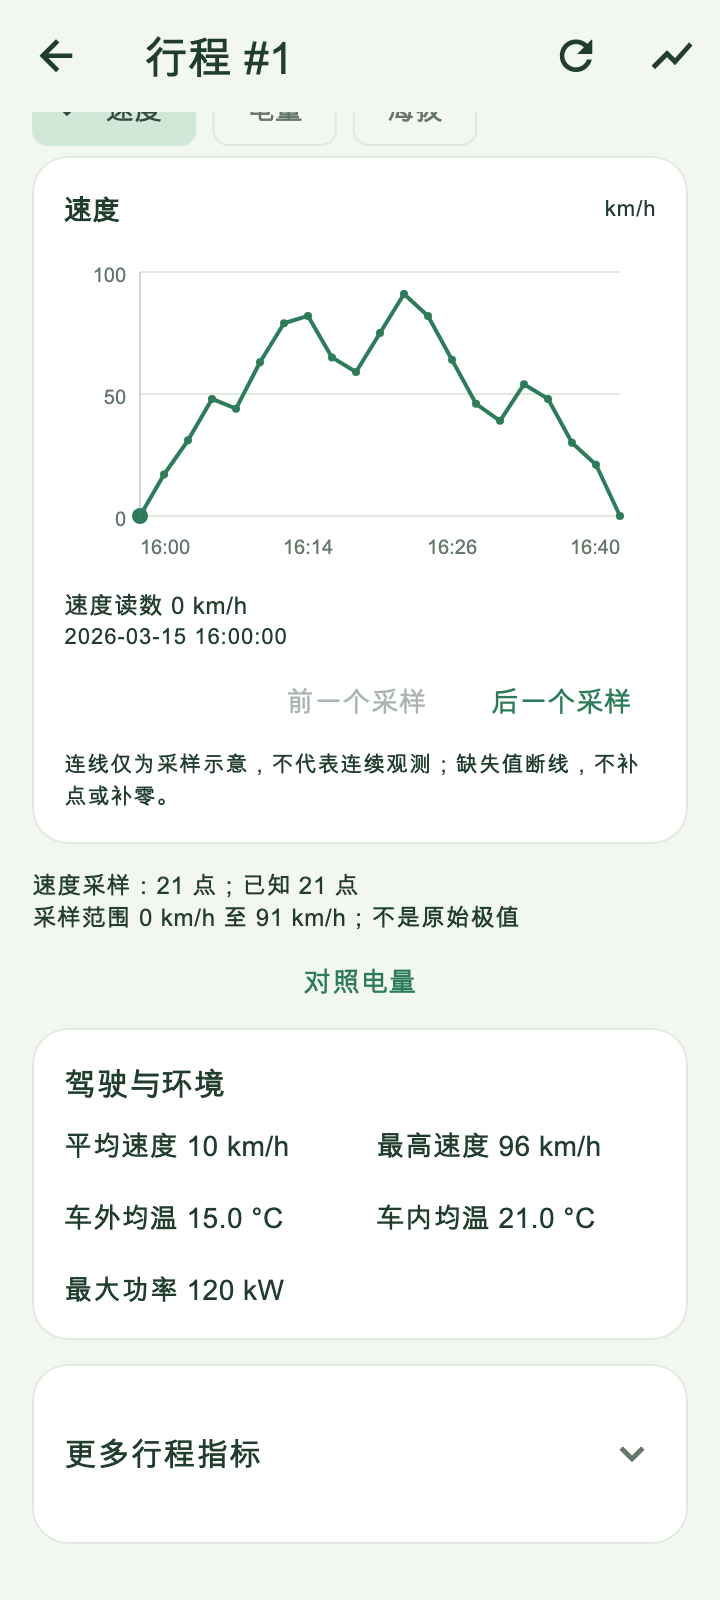 行程 #1
速度
电量
海拔
速度
km/h
100
50
0
16:00
16:14
16:26
16:40
速度读数 0 km/h
2026-03-15 16:00:00
前一个采样
后一个采样
连线仅为采样示意，不代表连续观测；缺失值断线，不补
点或补零。
速度采样：21 点；已知 21 点
采样范围 0 km/h 至 91 km/h；不是原始极值
对照电量
驾驶与环境
平均速度 10 km/h
最高速度 96 km/h
车外均温 15.0 °C
车内均温 21.0 °C
最大功率 120 kW
更多行程指标